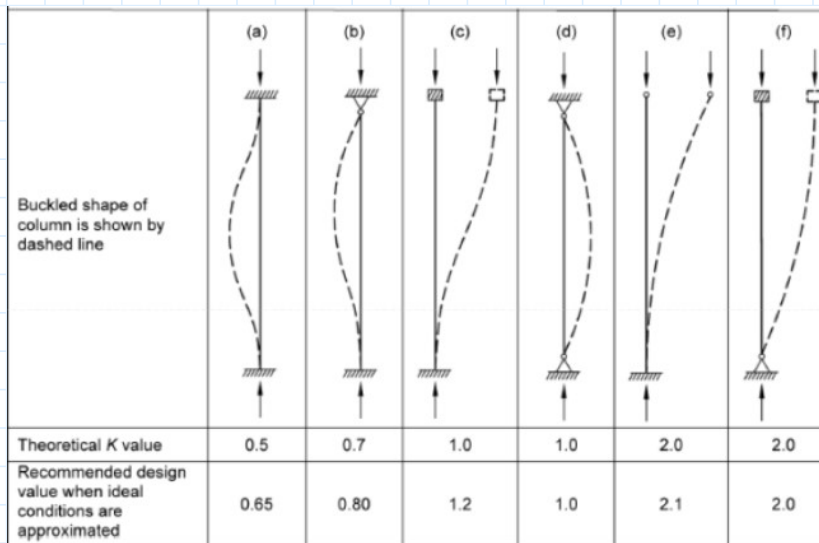 (a) (b) (c) (d) (e) (f)
Buckled shape of
column is shown by
dashed line
Theoretical K value 0.5 0.7 1.0 1.0 2.0 2.0
Recommended design
value when ideal
conditions are
approximated
0.65 0.80 1.2 1.0 2.1 2.0